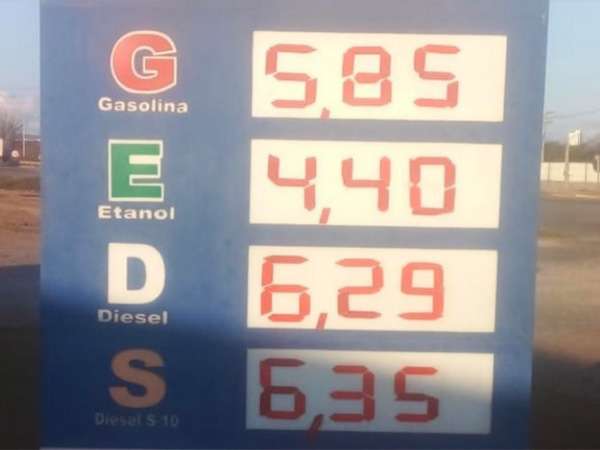 G 5,85
Gasolina
E 4,40
Etanol
D 6,29
Diesel
S 6,35
Diesel S-10